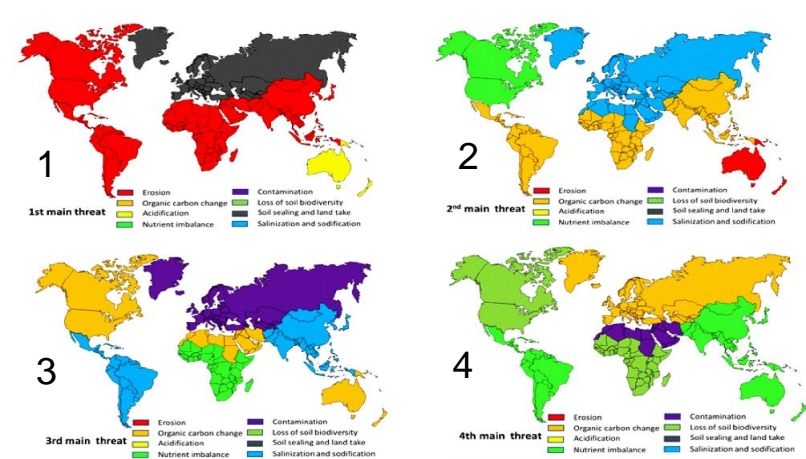 1
1st main threat
Erosion
Organic carbon change
Acidification
Nutrient imbalance
Contamination
Loss of soil biodiversity
Soil sealing and land take
Salinization and sodification
2
2nd main threat
Erosion
Organic carbon change
Acidification
Nutrient imbalance
Contamination
Loss of soil biodiversity
Soil sealing and land take
Salinization and sodification
3
3rd main threat
Erosion
Organic carbon change
Acidification
Nutrient imbalance
Contamination
Loss of soil biodiversity
Soil sealing and land take
Salinization and sodification
4
4th main threat
Erosion
Organic carbon change
Acidification
Nutrient imbalance
Contamination
Loss of soil biodiversity
Soil sealing and land take
Salinization and sodification